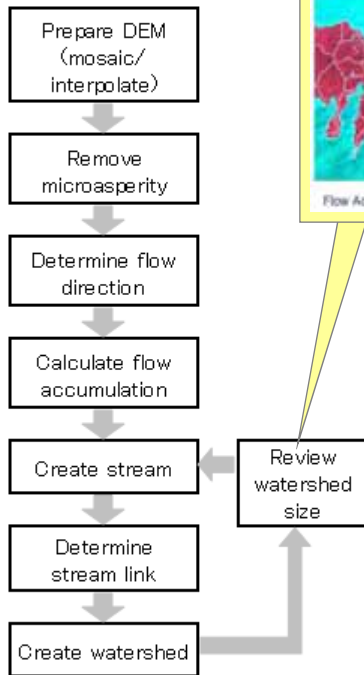 Prepare DEM
(mosaic/
interpolate)
Remove
microasperity
Determine flow
direction
Calculate flow
accumulation
Create stream
Review
watershed
size
Determine
stream link
Create watershed
Flow